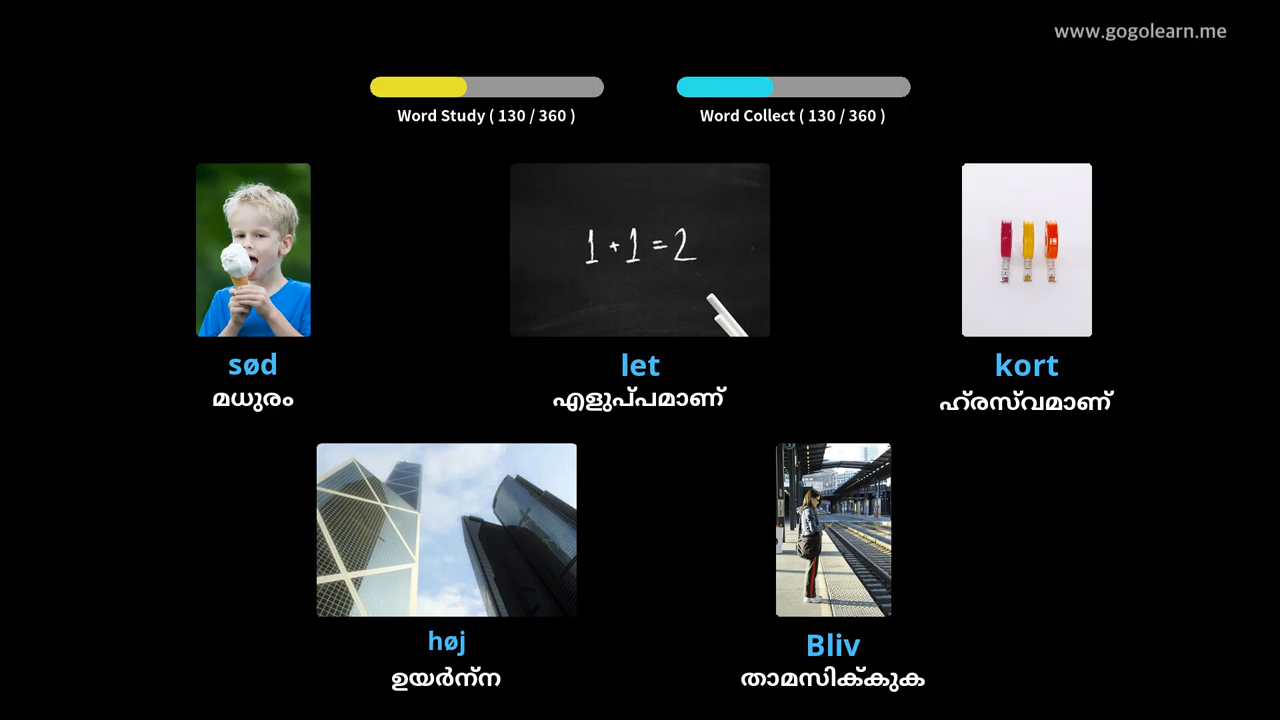 www.gogolearn.me
Word Study ( 130 / 360 )
Word Collect ( 130 / 360 )
1 + 1 = 2
sød
മധുരം
let
എളുപ്പമാണ്
kort
ഹ്രസ്വമാണ്
høj
ഉയർന്ന
Bliv
താമസിക്കുക